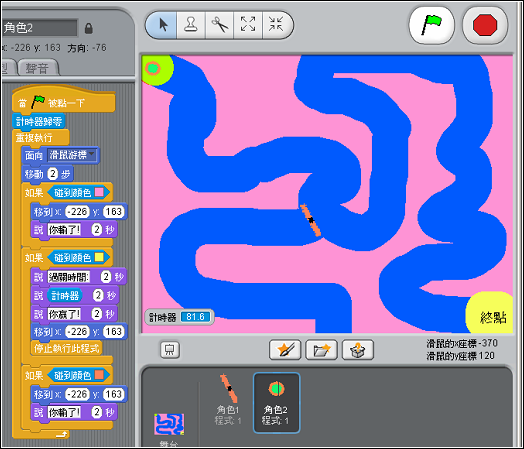 角色2
x: -226 y: 163 方向: -76
型 聲音
當 被點一下
計時器歸零
重複執行
面向 滑鼠游標
移動 2 步
如果 碰到顏色
移到 x: -226 y: 163
說 你輸了! 2 秒
如果 碰到顏色
說 過關時間: 2 秒
說 計時器 2 秒
說 你贏了! 2 秒
移到 x: -226 y: 163
停止執行此程式
如果 碰到顏色
移到 x: -226 y: 163
說 你輸了! 2 秒
終點
計時器 81.6
滑鼠的x座標 -370
滑鼠的y座標 120
角色1
程式: 1
角色2
程式: 1
舞台